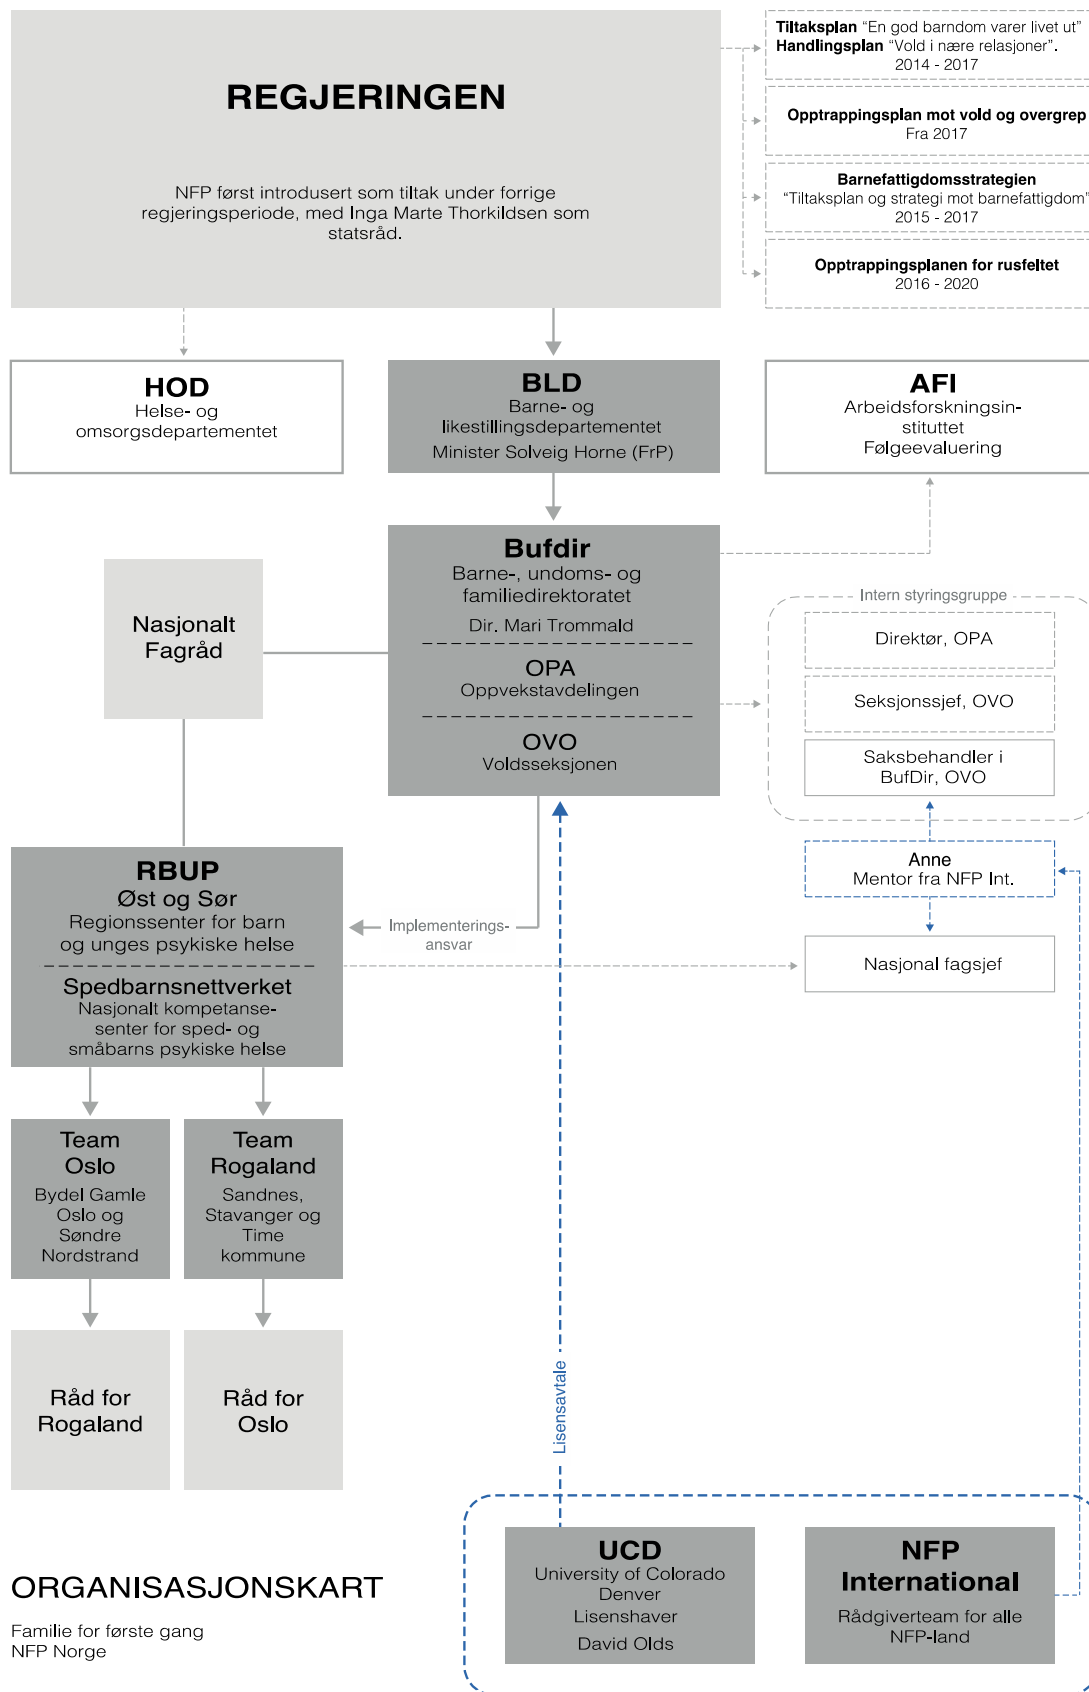 REGJERINGEN
NFP først introdusert som tiltak under forrige
regjeringsperiode, med Inga Marte Thorkildsen som
statsråd.
Tiltaksplan “En god barndom varer livet ut”
Handlingsplan “Vold i nære relasjoner”.
2014 - 2017
Opptrappingsplan mot vold og overgrep
Fra 2017
Barnefattigdomsstrategien
“Tiltaksplan og strategi mot barnefattigdom”
2015 - 2017
Opptrappingsplanen for rusfeltet
2016 - 2020
HOD
Helse- og
omsorgsdepartementet
BLD
Barne- og
likestillingsdepartementet
Minister Solveig Horne (FrP)
AFI
Arbeidsforskningsin-
stituttet
Følgeevaluering
Bufdir
Barne-, undoms- og
familiedirektoratet
Dir. Mari Trommald
OPA
Oppvekstavdelingen
OVO
Voldsseksjonen
Nasjonalt
Fagråd
Intern styringsgruppe
Direktør, OPA
Seksjonssjef, OVO
Saksbehandler i
BufDir, OVO
Anne
Mentor fra NFP Int.
Nasjonal fagsjef
RBUP
Øst og Sør
Regionssenter for barn
og unges psykiske helse
Spedbarnsnettverket
Nasjonalt kompetanse-
senter for sped- og
småbarns psykiske helse
Implementerings-
ansvar
Team
Oslo
Bydel Gamle
Oslo og
Søndre
Nordstrand
Team
Rogaland
Sandnes,
Stavanger og
Time
kommune
Råd for
Rogaland
Råd for
Oslo
Lisensavtale
UCD
University of Colorado
Denver
Lisenshaver
David Olds
NFP
International
Rådgiverteam for alle
NFP-land
ORGANISASJONSKART
Familie for første gang
NFP Norge